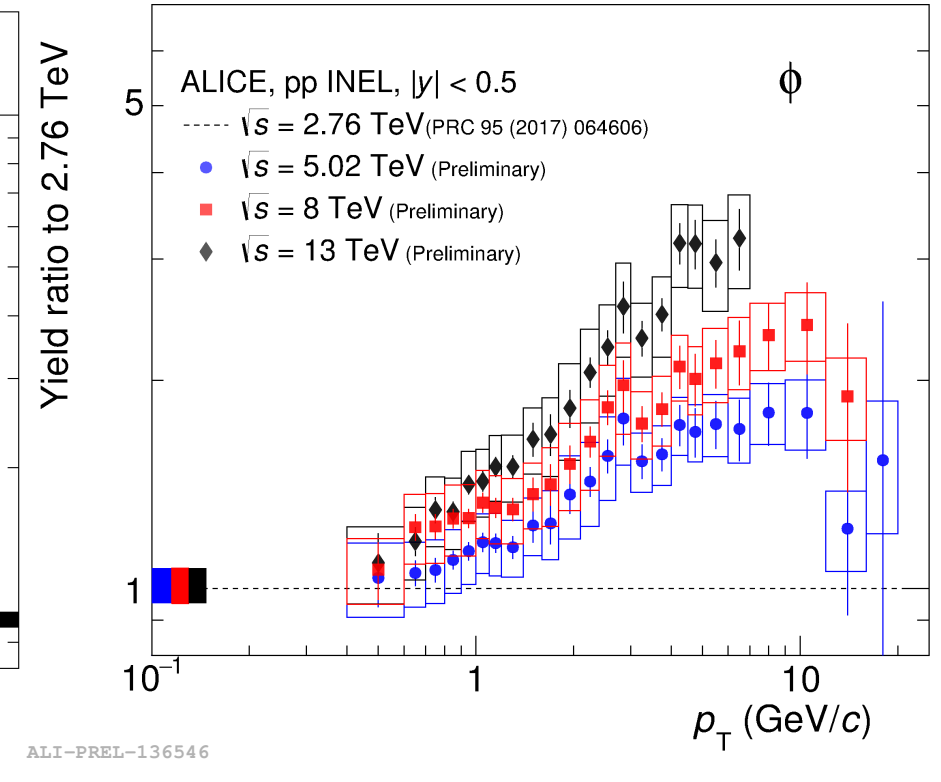 Yield ratio to 2.76 TeV
ϕ
ALICE, pp INEL, |y| < 0.5
√s = 2.76 TeV(PRC 95 (2017) 064606)
√s = 5.02 TeV (Preliminary)
√s = 8 TeV (Preliminary)
√s = 13 TeV (Preliminary)
5
1
10⁻¹
1
10
p_T (GeV/c)
ALI−PREL−136546